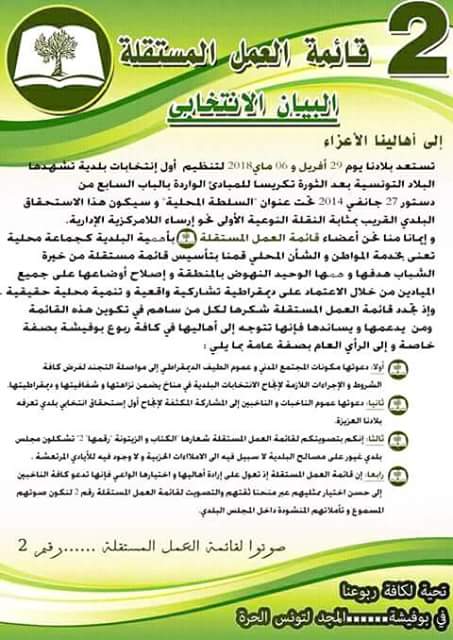 2 قائمة العمل المستقلة
البيان الانتخابي
إلى أهالينا الأعزاء
تستعد بلادنا يوم 29 أفريل و 06 ماي2018 لتنظيم أول إنتخابات بلدية تشهدها
البلاد التونسية بعد الثورة تكريسا للمبادئ الواردة بالباب السابع من
دستور 27 جانفي 2014 تحت عنوان "السلطة المحلية" و سيكون هذا الاستحقاق
البلدي القريب بمثابة النقلة النوعية الأولى نحو إرساء اللامركزية الإدارية.
و إيمانا منا نحن أعضاء قائمة العمل المستقلة بأهمية البلدية كجماعة محلية
تعنى بخدمة المواطن و الشأن المحلي قمنا بتأسيس قائمة مستقلة من خيرة
الشباب هدفها و همها الوحيد النهوض بالمنطقة و إصلاح أوضاعها على جميع
الميادين من خلال الاعتماد على ديمقراطية تشاركية واقعية و تنمية محلية حقيقية .
وإذ تجدد قائمة العمل المستقلة شكرها لكل من ساهم في تكوين هذه القائمة
ومن يدعمها و يساندها فإنها تتوجه إلى أهاليها في كافة ربوع بوفيشة بصفة
خاصة و إلى الرأي العام بصفة عامة بما يلي :
أولا: دعوتها مكونات المجتمع المدني و عموم الطيف الديمقراطي إلى مواصلة التجند لفرض كافة
الشروط و الإجراءات اللازمة لإنجاح الانتخابات البلدية في مناخ يضمن نزاهتها و شفافيتها و ديمقراطيتها.
ثانيا: دعوتها عموم الناخبات و الناخبين إلى المشاركة المكثفة لإنجاح أول إستحقاق انتخابي بلدي تعرفه
بلادنا العزيزة.
ثالثا: إنكم بتصويتكم لقائمة العمل المستقلة شعارها "الكتاب و الزيتونة "رقمها" 2" تشكلون مجلس
بلدي غيور على مصالح البلدية لا سبيل فيه الى الاملاءات الحزبية و لا وجود فيه للأيادي المرتعشة .
رابعا: إن قائمة العمل المستقلة إذ تعول على إرادة أهاليها و اختيارها الواعي فإنها تدعو كافة الناخبين
إلى حسن اختيار ممثليهم عبر منحنا ثقتهم والتصويت لقائمة العمل المستقلة رقم 2 لنكون صوتهم
المسموع و تأملاتهم المنشودة داخل المجلس البلدي.
صوتوا لقائمة العمل المستقلة ......رقم 2
تحية لكافة ربوعنا
في بوفيشة......المجد لتونس الحرة